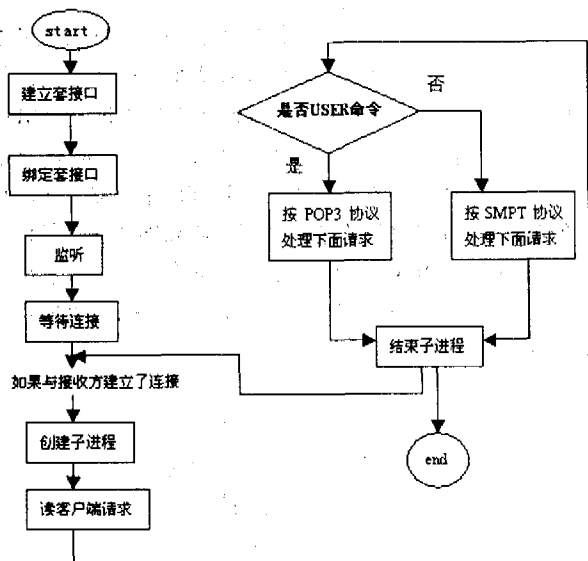 start
建立套接口
绑定套接口
监听
等待连接
如果与接收方建立了连接
创建子进程
读客户端请求
是否USER命令
否
是
按 POP3 协议
处理下面请求
按 SMPT 协议
处理下面请求
结束子进程
end